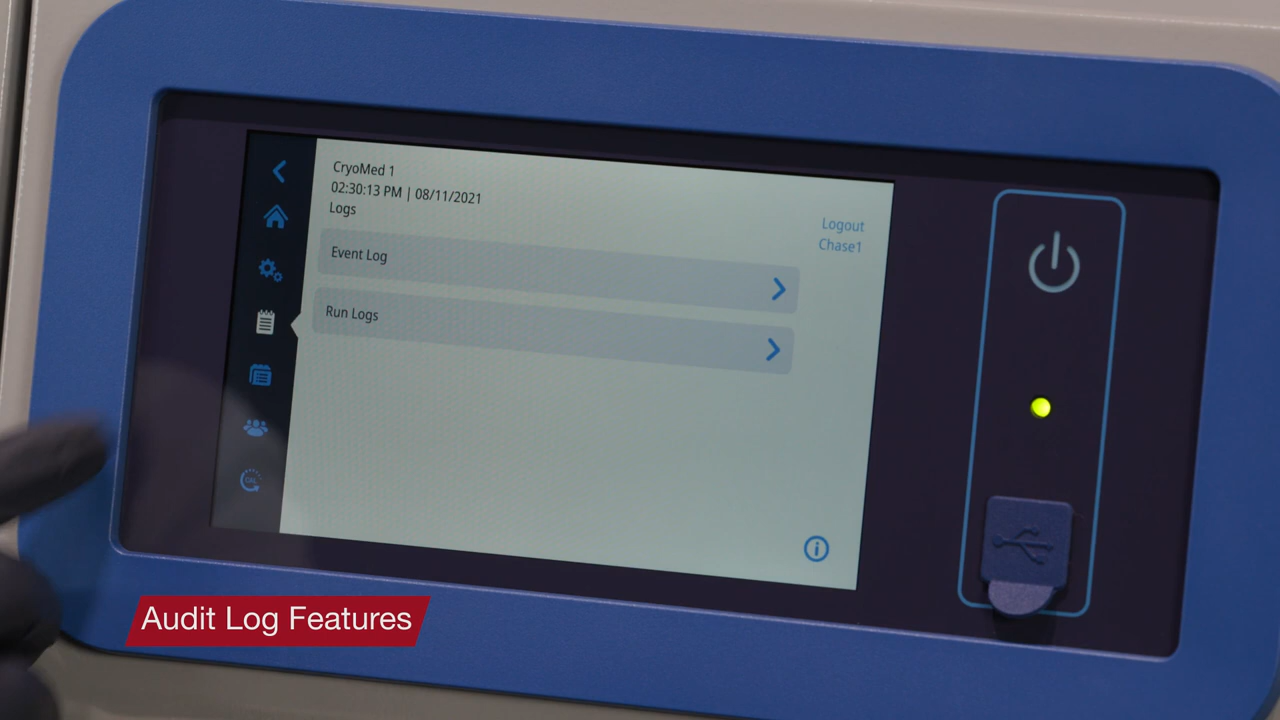 CryoMed 1
02:30:13 PM | 08/11/2021
Logs
Logout
Chase1
Event Log
Run Logs
CAL
Audit Log Features